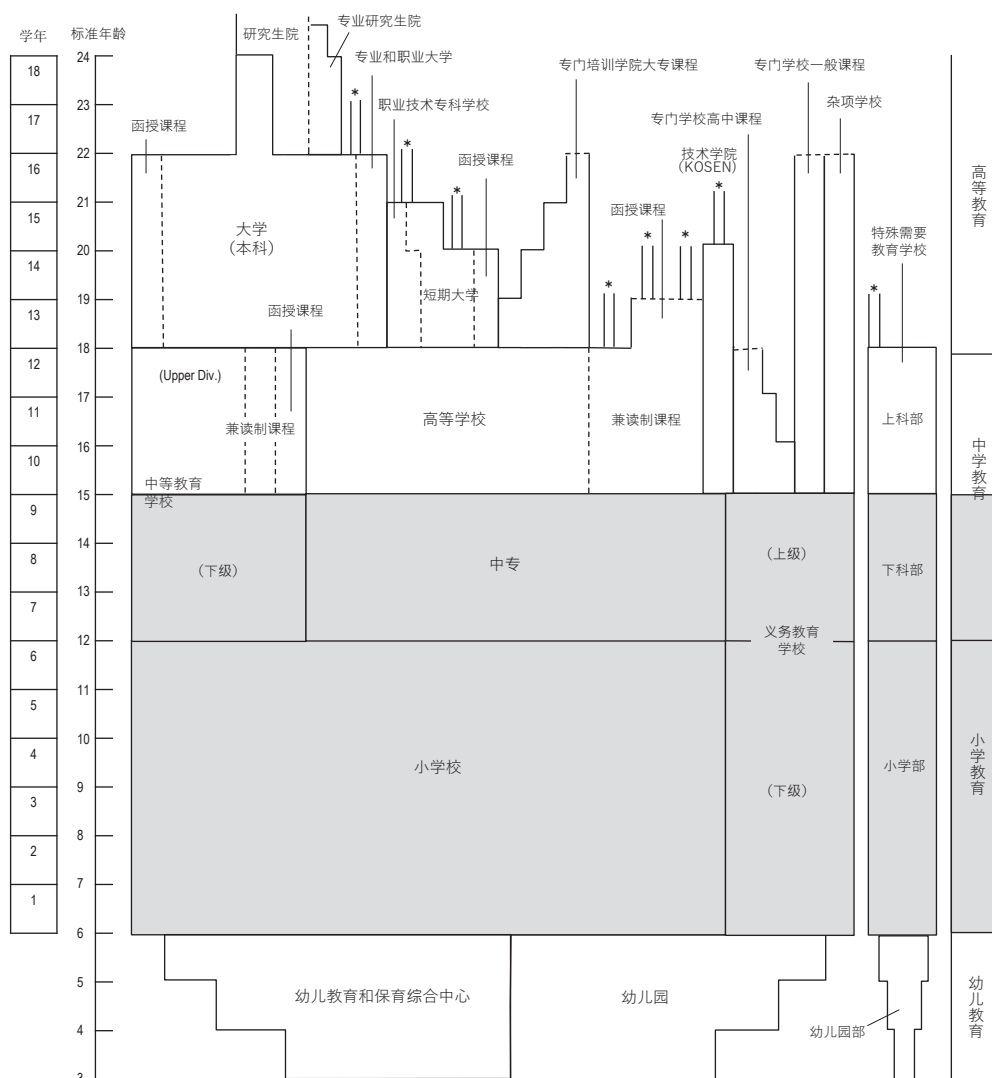 学年
标准年龄
研究生院
专业研究生院
专业和职业大学
职业技术专科学校
函授课程
函授课程
专门培训学院大专课程
专门学校一般课程
杂项学校
专门学校高中课程
技术学院
(KOSEN)
函授课程
特殊需要
教育学校
大学
(本科)
短期大学
函授课程
*
*
*
*
*
*
*
*
18
17
16
15
14
13
12
11
10
9
8
7
6
5
4
3
2
1
24
23
22
21
20
19
18
17
16
15
14
13
12
11
10
9
8
7
6
5
4
3
高等教育
中学教育
小学教育
幼儿教育
(Upper Div.)
兼读制课程
高等学校
兼读制课程
上科部
中等教育
学校
(下级)
中专
(上级)
下科部
义务教育
学校
小学校
(下级)
小学部
幼儿教育和保育综合中心
幼儿园
幼儿园部